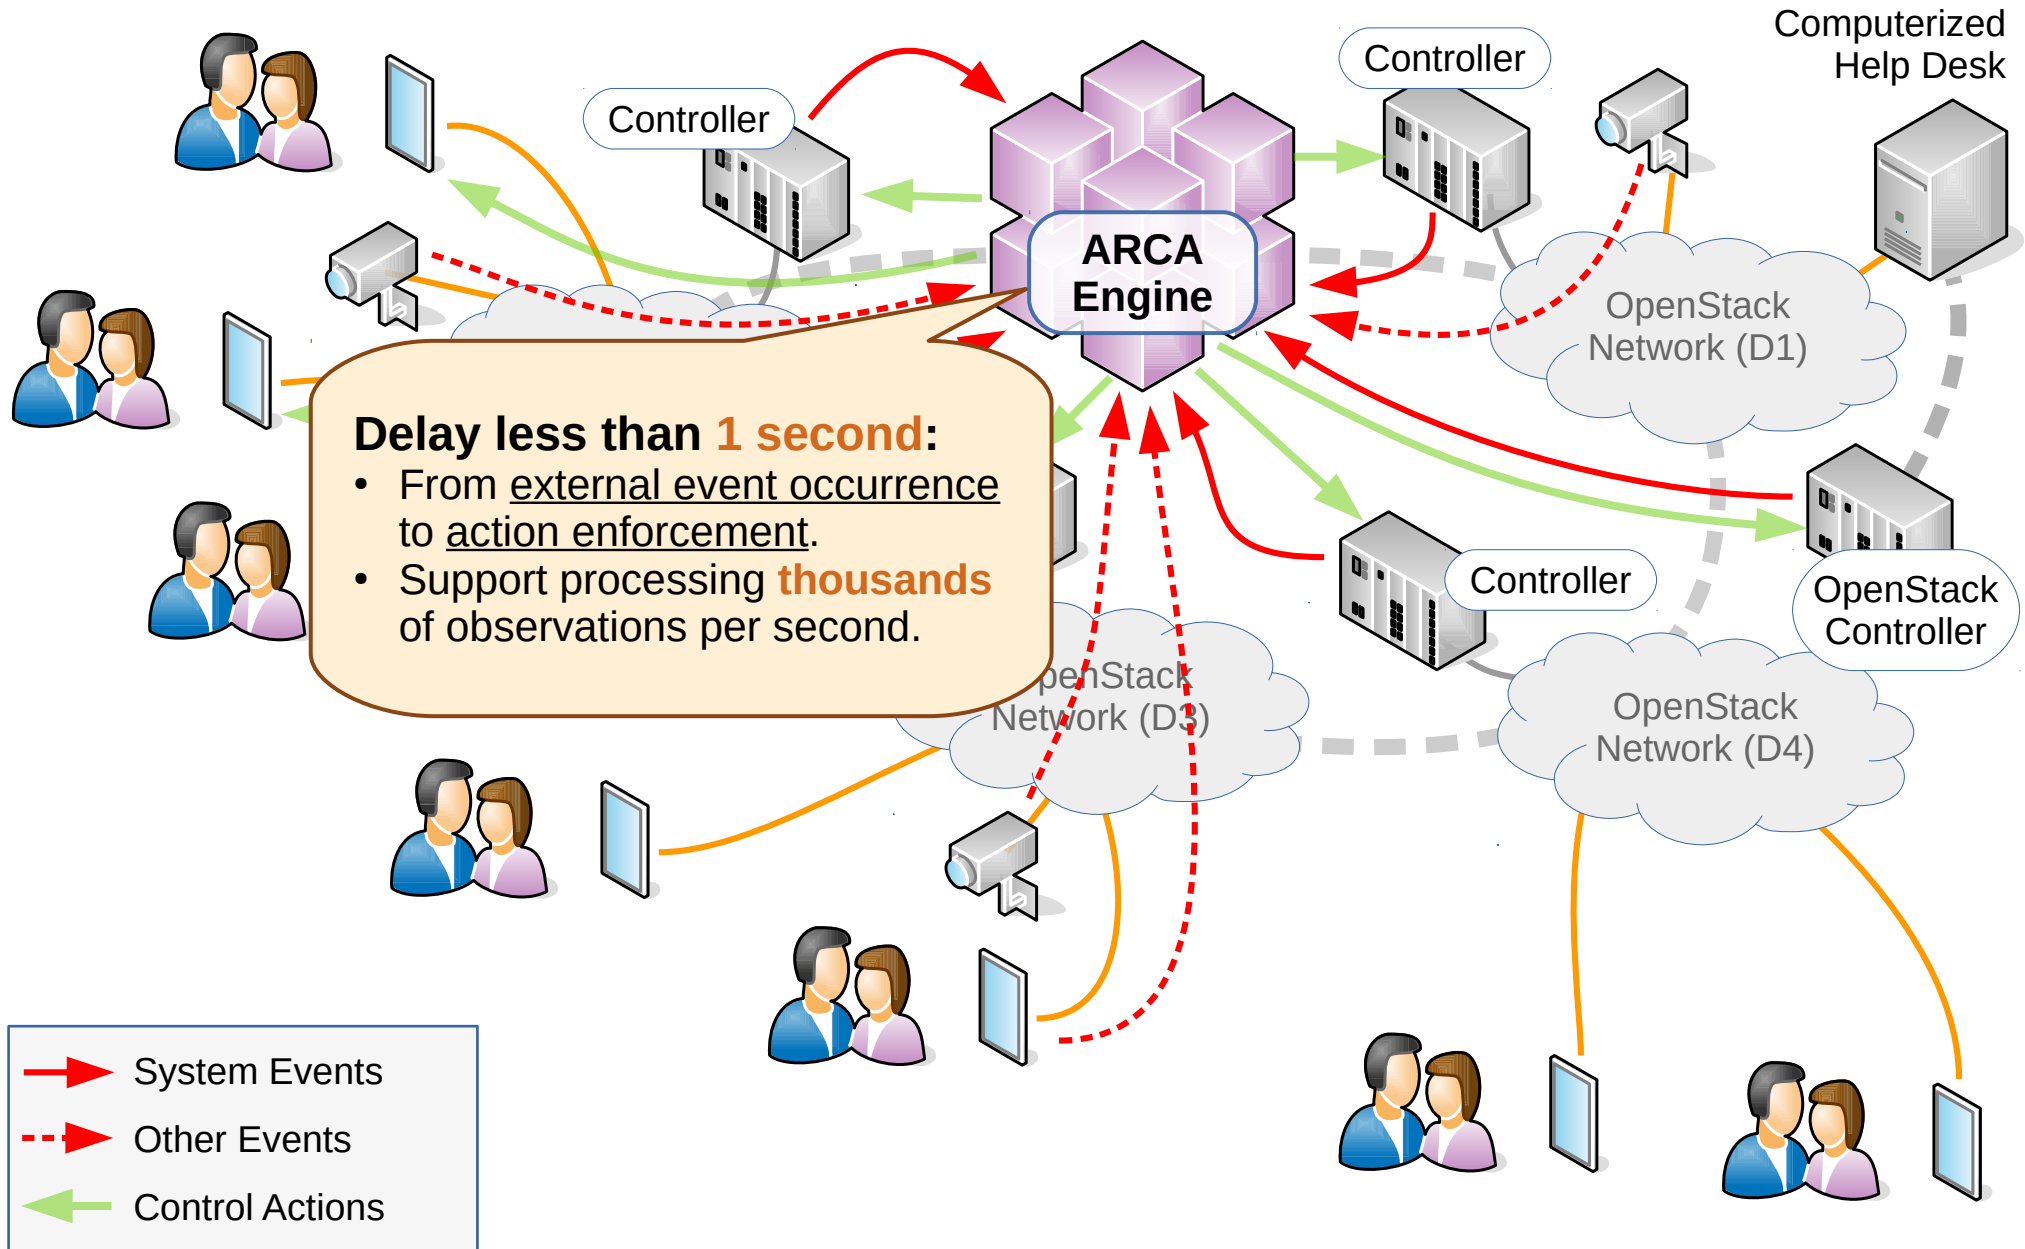 Computerized
Help Desk
Controller
Controller
ARCA
Engine
OpenStack
Network (D1)
Delay less than 1 second:
• From external event occurrence
to action enforcement.
• Support processing thousands
of observations per second.
Controller
OpenStack
Controller
penStack
Network (D3)
OpenStack
Network (D4)
System Events
Other Events
Control Actions